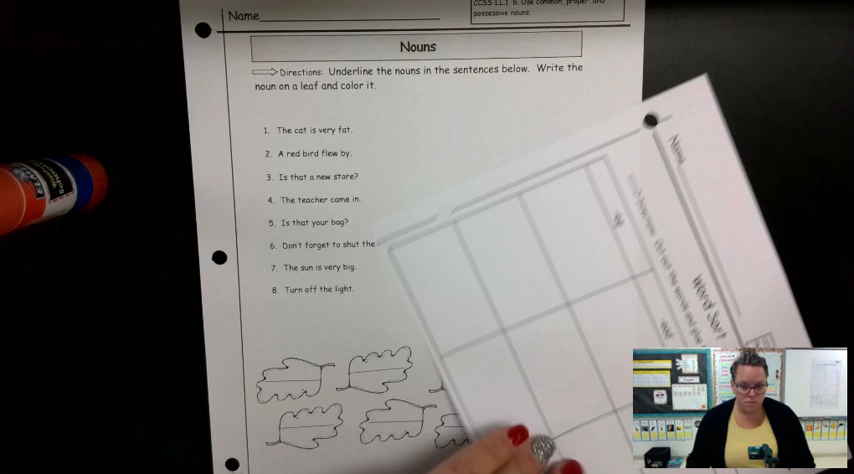 Name
CCSS L1.1 b. Use common, proper, and
possessive nouns.
Nouns
Directions: Underline the nouns in the sentences below. Write the
noun on a leaf and color it.
1. The cat is very fat.
2. A red bird flew by.
3. Is that a new store?
4. The teacher came in.
5. Is that your bag?
6. Don't forget to shut the
7. The sun is very big.
8. Turn off the light.
Name
Word Sort